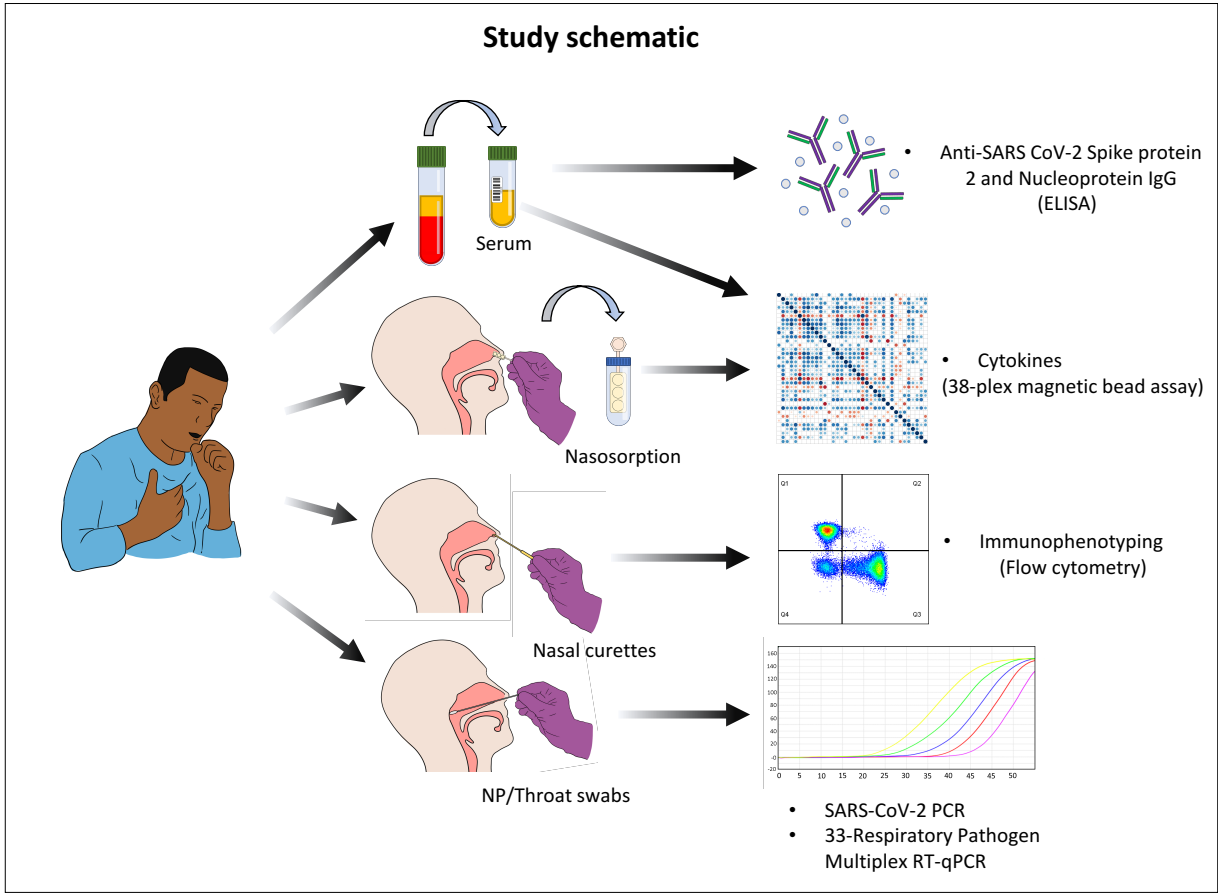 Study schematic
Serum
• Anti-SARS CoV-2 Spike protein
2 and Nucleoprotein IgG
(ELISA)
Nasosorption
• Cytokines
(38-plex magnetic bead assay)
Nasal curettes
Q1
Q2
Q4
Q3
• Immunophenotyping
(Flow cytometry)
NP/Throat swabs
160
140
120
100
80
60
40
20
-0
-20
0 5 10 15 20 25 30 35 40 45 45 50
• SARS-CoV-2 PCR
• 33-Respiratory Pathogen
Multiplex RT-qPCR